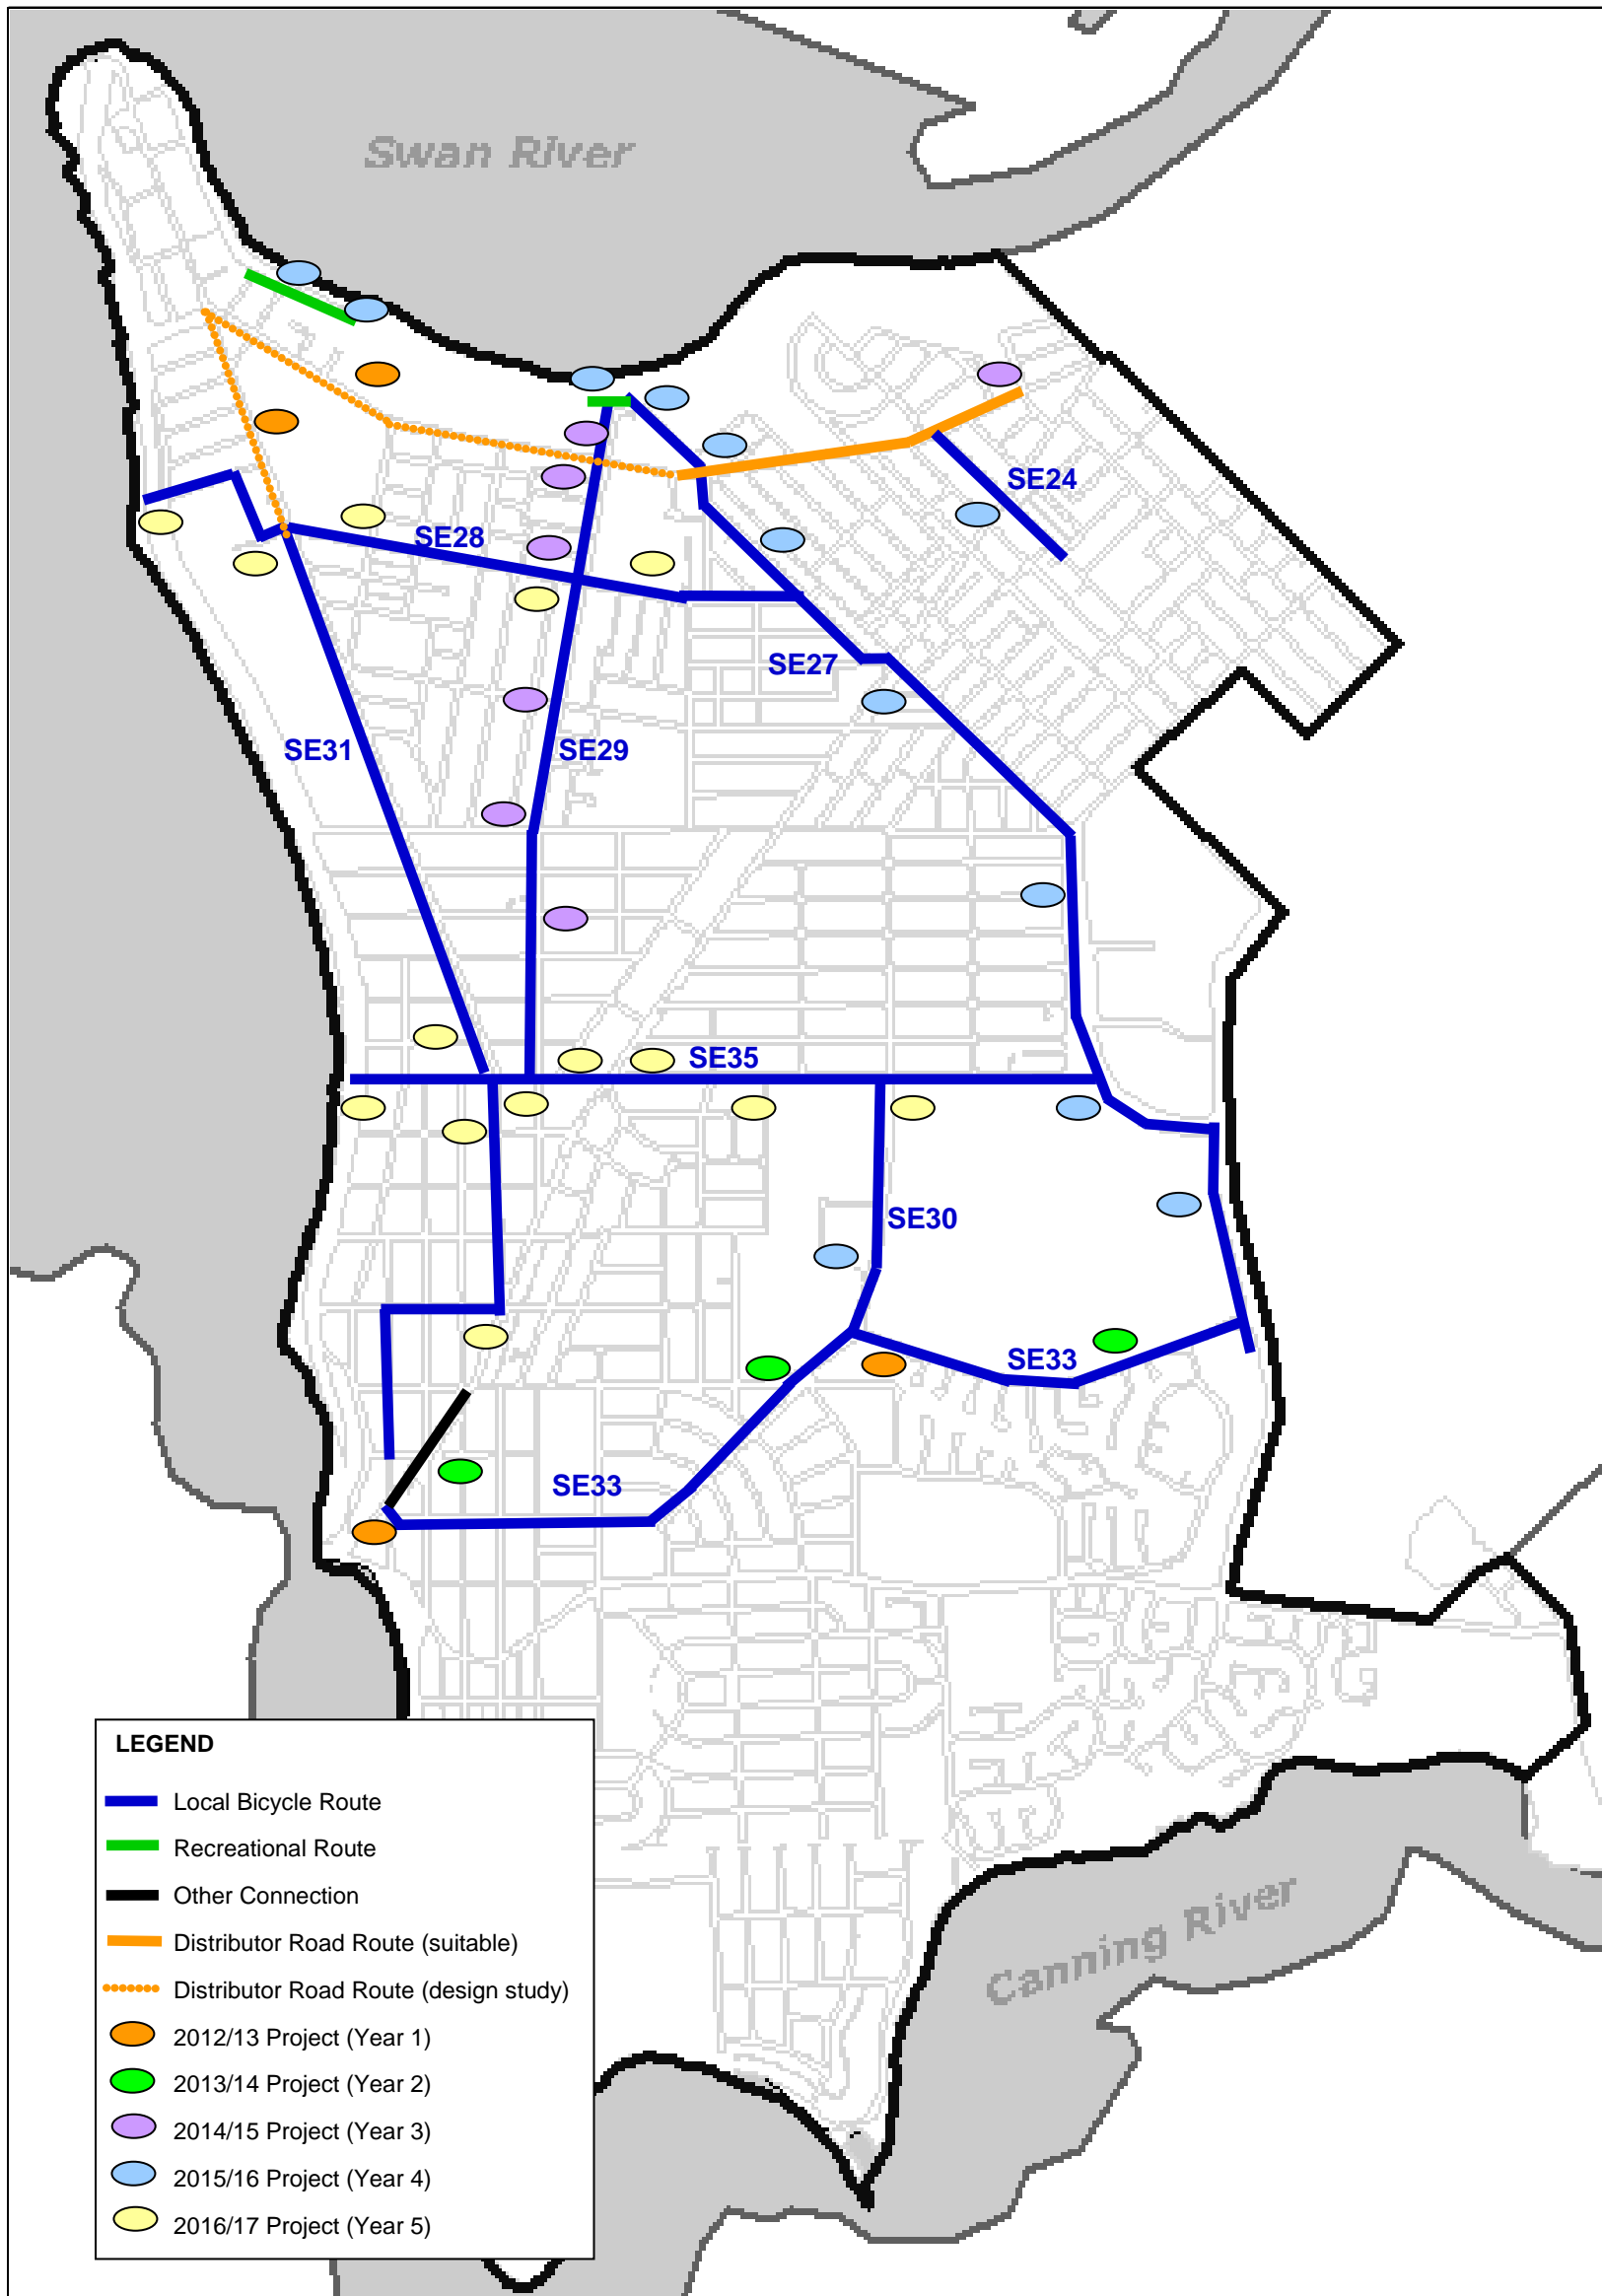 Swan River
SE24
SE28
SE27
SE31
SE29
SE35
SE30
SE33
SE33
Canning River
LEGEND
Local Bicycle Route
Recreational Route
Other Connection
Distributor Road Route (suitable)
Distributor Road Route (design study)
2012/13 Project (Year 1)
2013/14 Project (Year 2)
2014/15 Project (Year 3)
2015/16 Project (Year 4)
2016/17 Project (Year 5)